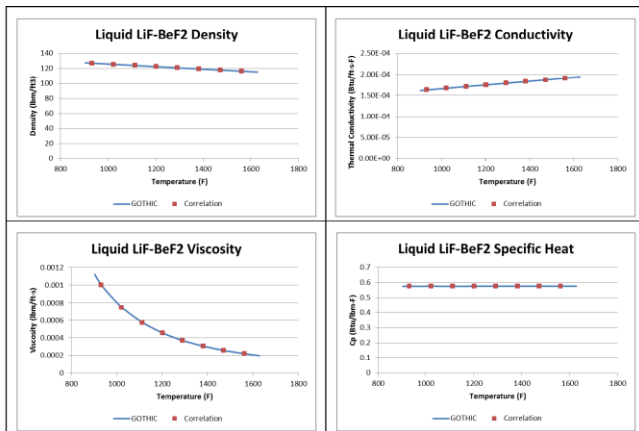 Liquid LiF-BeF2 Density
Density (lbm/ft3)
140
120
100
80
60
40
20
0
800 1000 1200 1400 1600 1800
Temperature (F)
GOTHIC Correlation
Liquid LiF-BeF2 Conductivity
Thermal Conductivity (Btu/ft-s-F)
2.50E-04
2.00E-04
1.50E-04
1.00E-04
5.00E-05
0.00E+00
800 1000 1200 1400 1600 1800
Temperature (F)
GOTHIC Correlation
Liquid LiF-BeF2 Viscosity
Viscosity (lbm/ft-s)
0.0012
0.001
0.0008
0.0006
0.0004
0.0002
0
800 1000 1200 1400 1600 1800
Temperature (F)
GOTHIC Correlation
Liquid LiF-BeF2 Specific Heat
Cp (Btu/lbm-F)
0.7
0.6
0.5
0.4
0.3
0.2
0.1
0
800 1000 1200 1400 1600 1800
Temperature (F)
GOTHIC Correlation